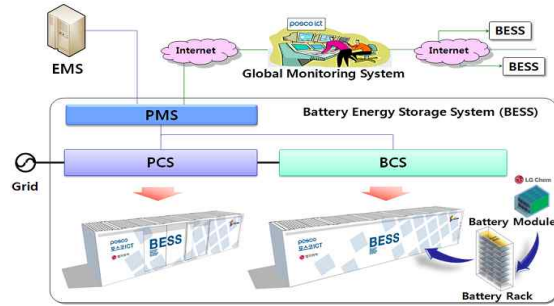 posco ict
Internet
Internet
BESS
EMS
Global Monitoring System
BESS
PMS
Battery Energy Storage System (BESS)
PCS
BCS
Grid
LG Chem
Battery Module
posco
포스코ICT
BESS
posco
포스코ICT
BESS
Battery Rack